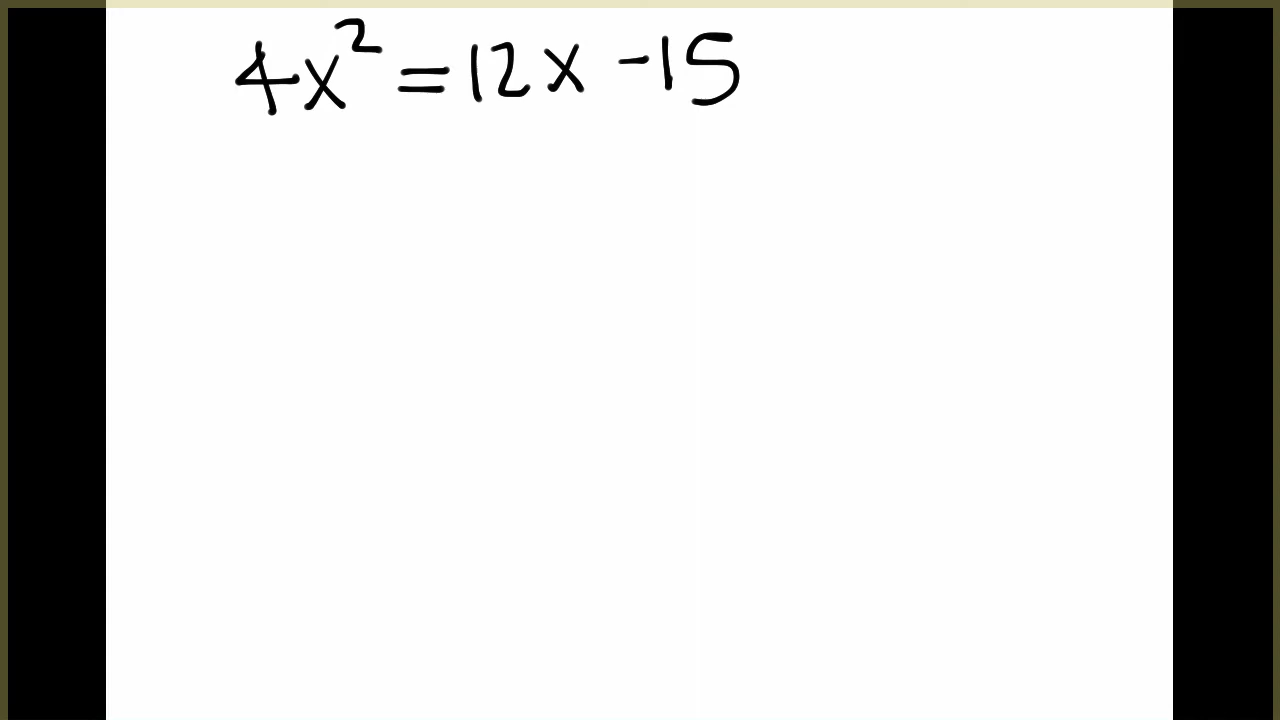 4x² = 12x - 15